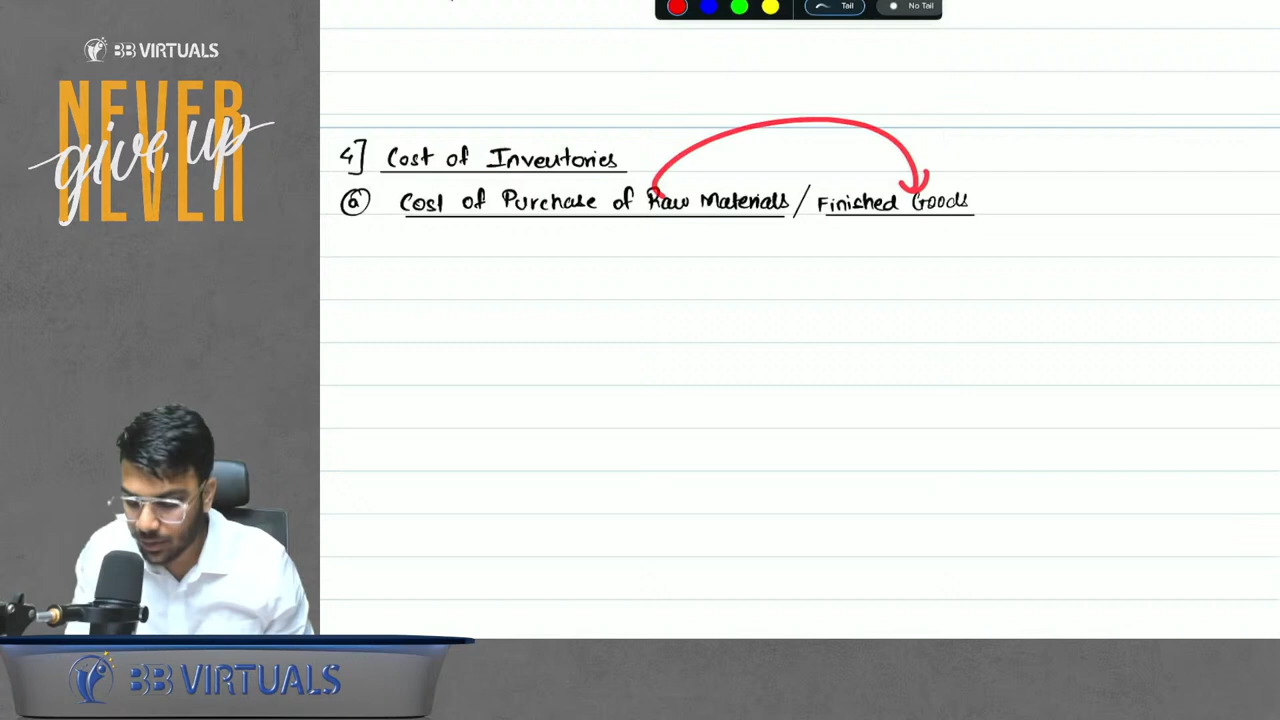 BB VIRTUALS
NEVER
give up
NEVER
Tail
No Tail
4] Cost of Inventories
(a) Cost of Purchase of Raw Materials / Finished Goods
BB VIRTUALS